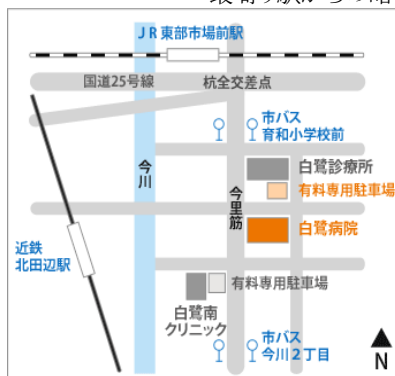 JR東部市場前駅
国道25号線
杭全交差点
市バス
育和小学校前
今川
白鷺診療所
有料専用駐車場
今里筋
白鷺病院
近鉄
北田辺駅
有料専用駐車場
白鷺南
クリニック
市バス
今川2丁目
N